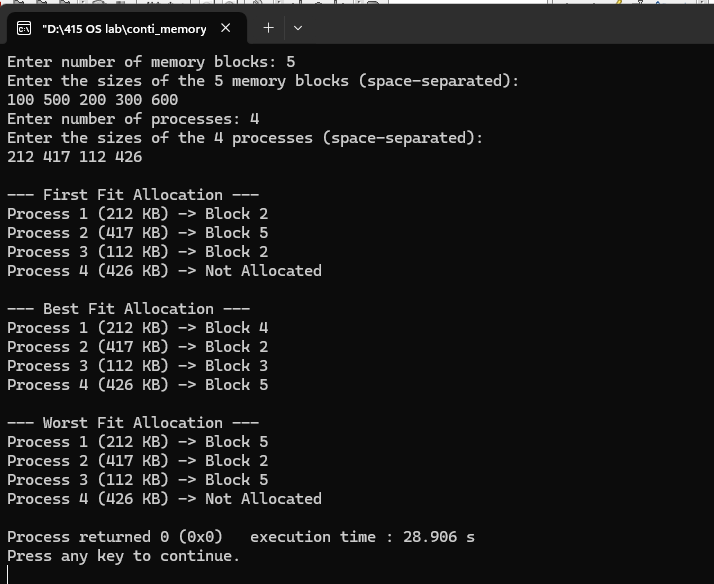 "D:\415 OS lab\conti_memory
Enter number of memory blocks: 5
Enter the sizes of the 5 memory blocks (space-separated):
100 500 200 300 600
Enter number of processes: 4
Enter the sizes of the 4 processes (space-separated):
212 417 112 426
--- First Fit Allocation ---
Process 1 (212 KB) -> Block 2
Process 2 (417 KB) -> Block 5
Process 3 (112 KB) -> Block 2
Process 4 (426 KB) -> Not Allocated
--- Best Fit Allocation ---
Process 1 (212 KB) -> Block 4
Process 2 (417 KB) -> Block 2
Process 3 (112 KB) -> Block 3
Process 4 (426 KB) -> Block 5
--- Worst Fit Allocation ---
Process 1 (212 KB) -> Block 5
Process 2 (417 KB) -> Block 2
Process 3 (112 KB) -> Block 5
Process 4 (426 KB) -> Not Allocated
Process returned 0 (0x0)   execution time : 28.906 s
Press any key to continue.